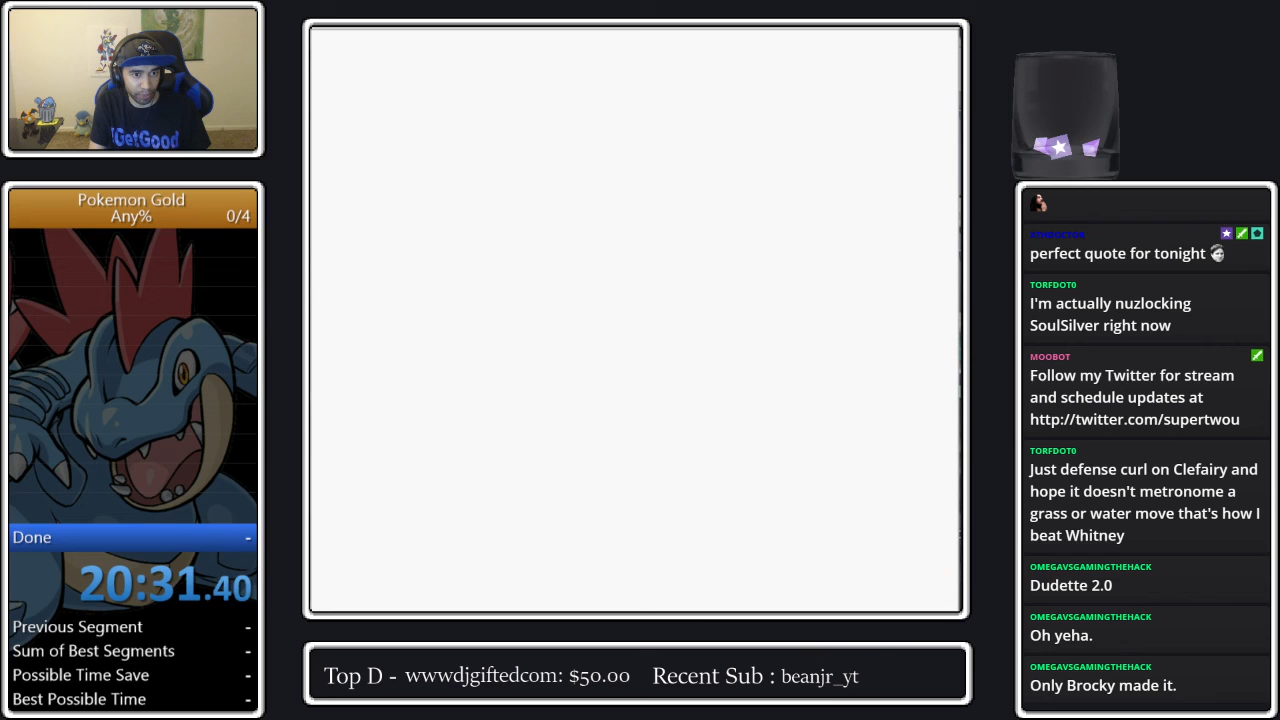 GetGood
Pokemon Gold
Any% 0/4
Done -
20:31.40
Previous Segment -
Sum of Best Segments -
Possible Time Save -
Best Possible Time -
Top D - wwwdjgiftedcom: $50.00 Recent Sub : beanjr_yt
perfect quote for tonight
TORFDOT0
I'm actually nuzlocking
SoulSilver right now
MOOBOT
Follow my Twitter for stream
and schedule updates at
http://twitter.com/supertwou
TORFDOT0
Just defense curl on Clefairy and
hope it doesn't metronome a
grass or water move that's how I
beat Whitney
OMEGAVSGAMINGTHEHACK
Dudette 2.0
OMEGAVSGAMINGTHEHACK
Oh yeha.
OMEGAVSGAMINGTHEHACK
Only Brocky made it.